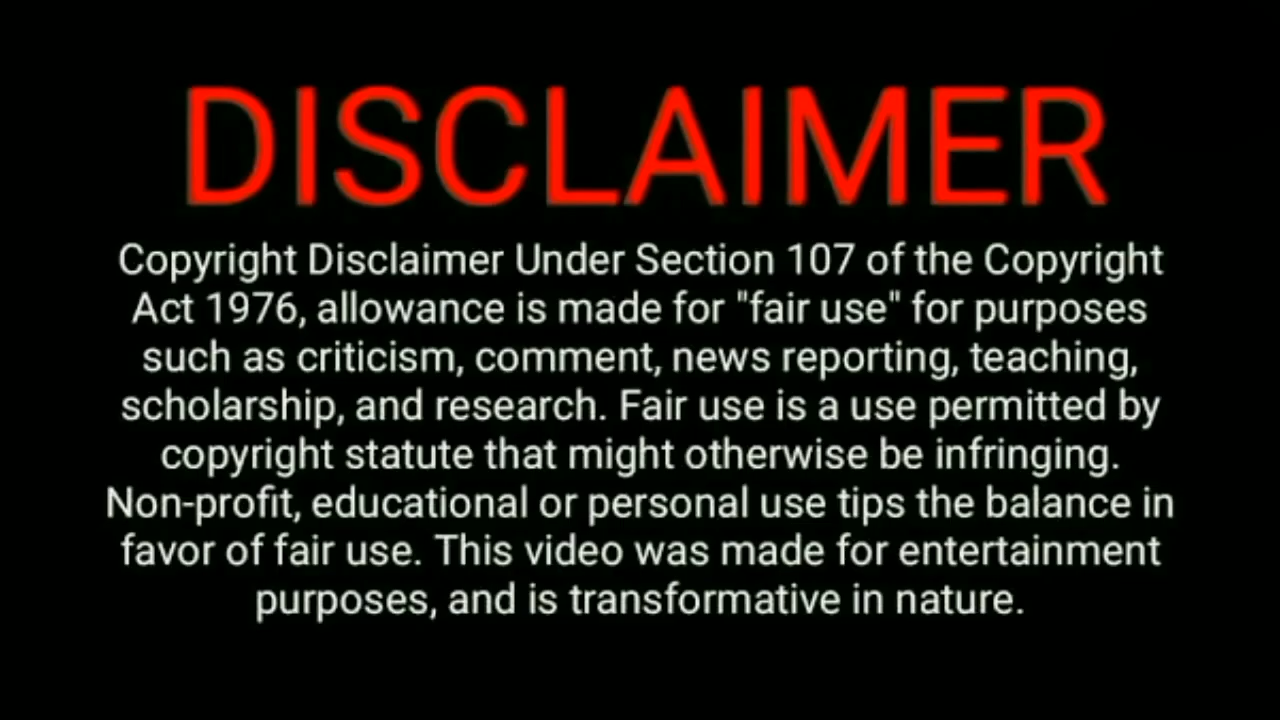 DISCLAIMER
Copyright Disclaimer Under Section 107 of the Copyright
Act 1976, allowance is made for "fair use" for purposes
such as criticism, comment, news reporting, teaching,
scholarship, and research. Fair use is a use permitted by
copyright statute that might otherwise be infringing.
Non-profit, educational or personal use tips the balance in
favor of fair use. This video was made for entertainment
purposes, and is transformative in nature.